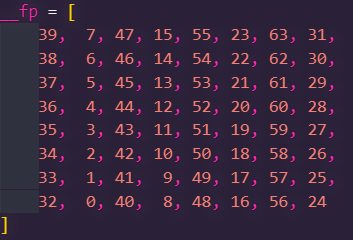 __fp = [
39,  7, 47, 15, 55, 23, 63, 31,
38,  6, 46, 14, 54, 22, 62, 30,
37,  5, 45, 13, 53, 21, 61, 29,
36,  4, 44, 12, 52, 20, 60, 28,
35,  3, 43, 11, 51, 19, 59, 27,
34,  2, 42, 10, 50, 18, 58, 26,
33,  1, 41,  9, 49, 17, 57, 25,
32,  0, 40,  8, 48, 16, 56, 24
]